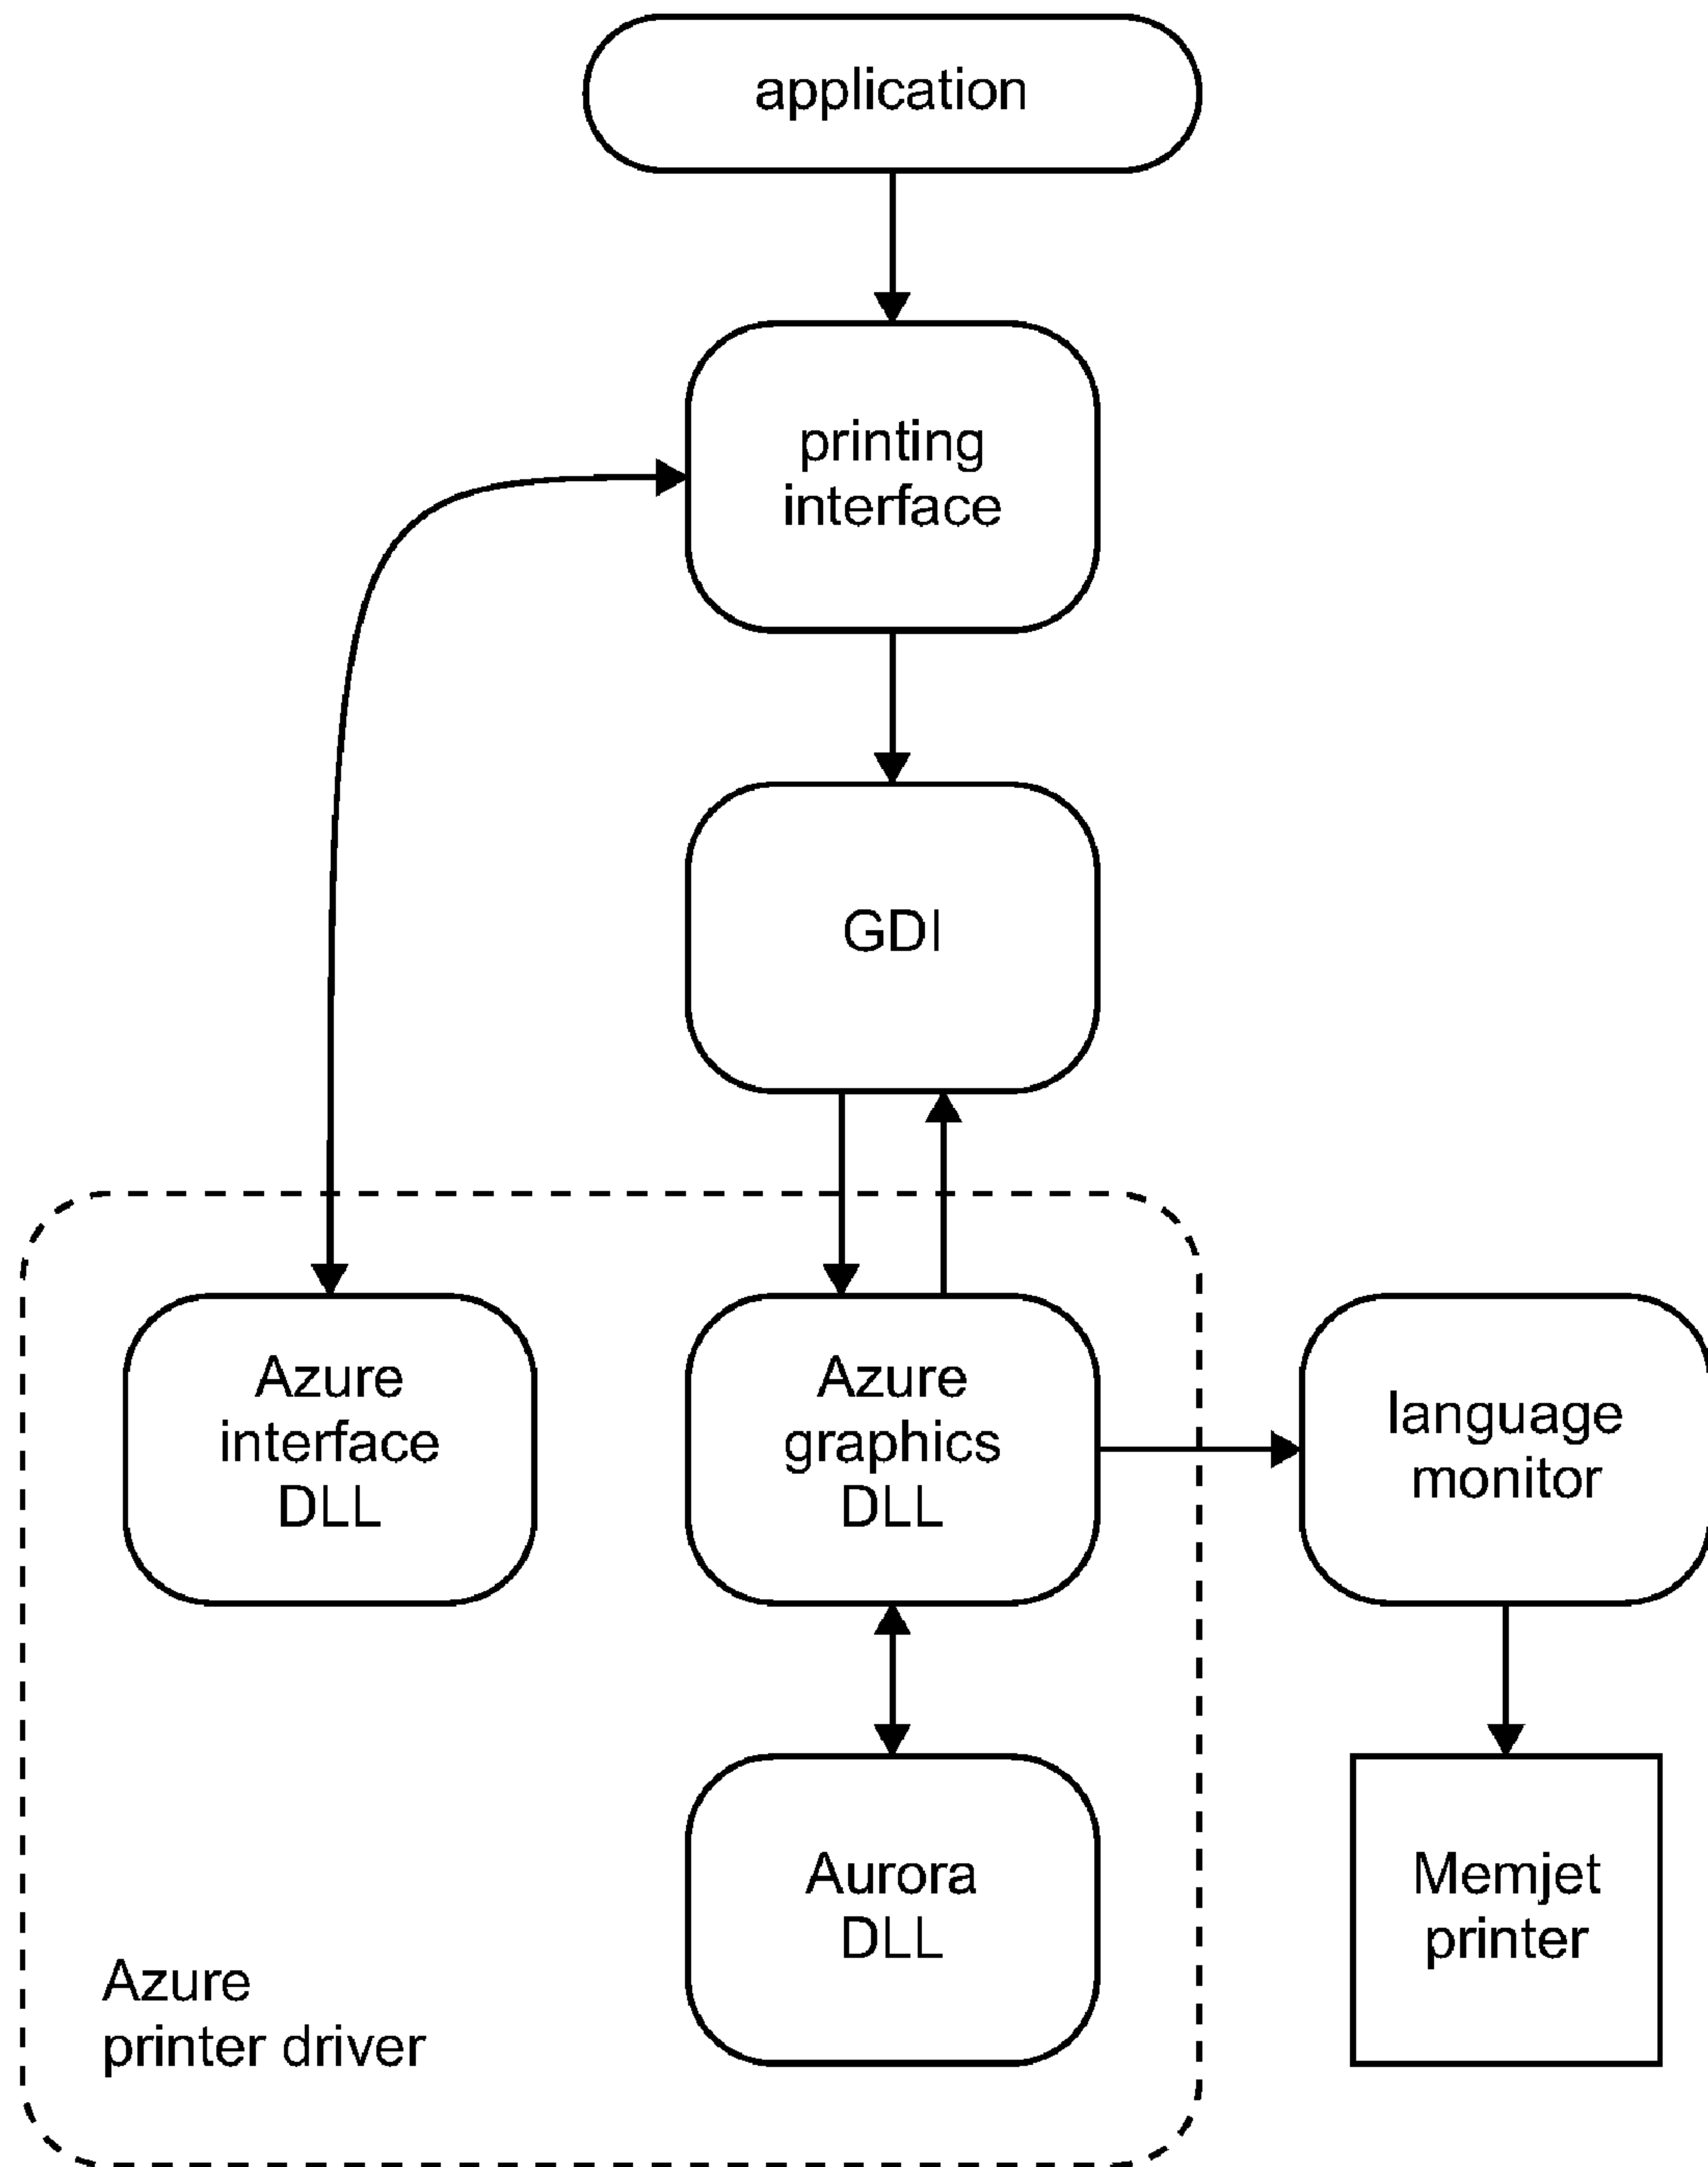 application
printing
interface
GDI
Azure
interface
DLL
Azure
graphics
DLL
language
monitor
Aurora
DLL
Memjet
printer
Azure
printer driver